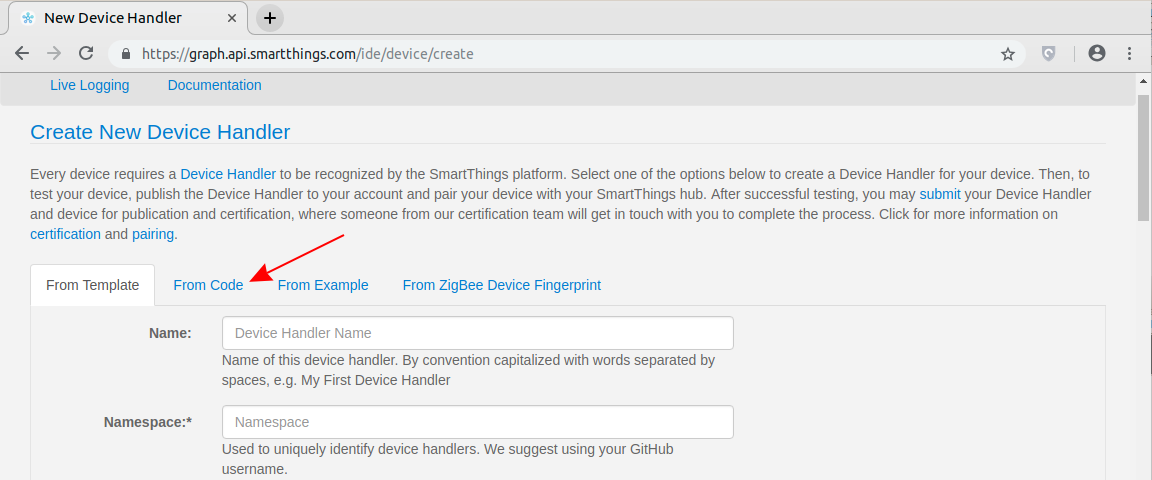 New Device Handler
https://graph.api.smartthings.com/ide/device/create
Live Logging Documentation
Create New Device Handler
Every device requires a Device Handler to be recognized by the SmartThings platform. Select one of the options below to create a Device Handler for your device. Then, to
test your device, publish the Device Handler to your account and pair your device with your SmartThings hub. After successful testing, you may submit your Device Handler
and device for publication and certification, where someone from our certification team will get in touch with you to complete the process. Click for more information on
certification and pairing.
From Template From Code From Example From ZigBee Device Fingerprint
Name: Device Handler Name
Name of this device handler. By convention capitalized with words separated by
spaces, e.g. My First Device Handler
Namespace:* Namespace
Used to uniquely identify device handlers. We suggest using your GitHub
username.